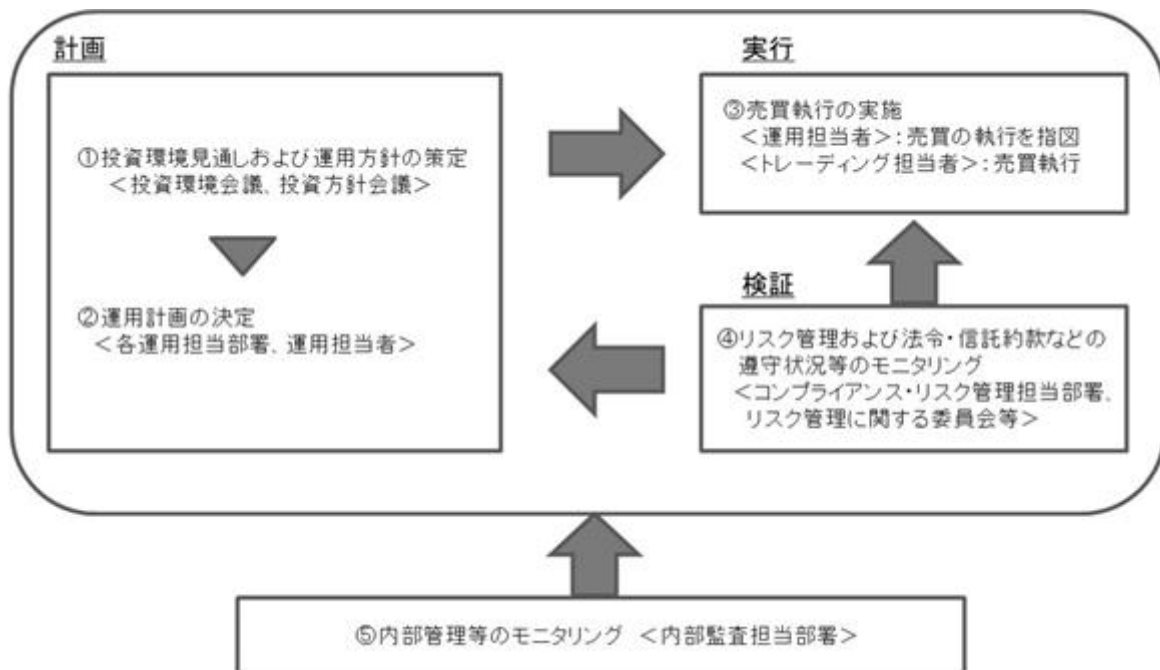 計画
①投資環境見通しおよび運用方針の策定
＜投資環境会議、投資方針会議＞
②運用計画の決定
＜各運用担当部署、運用担当者＞
実行
③売買執行の実施
＜運用担当者＞：売買の執行を指図
＜トレーディング担当者＞：売買執行
検証
④リスク管理および法令・信託約款などの
遵守状況等のモニタリング
＜コンプライアンス・リスク管理担当部署、
リスク管理に関する委員会等＞
⑤内部管理等のモニタリング ＜内部監査担当部署＞